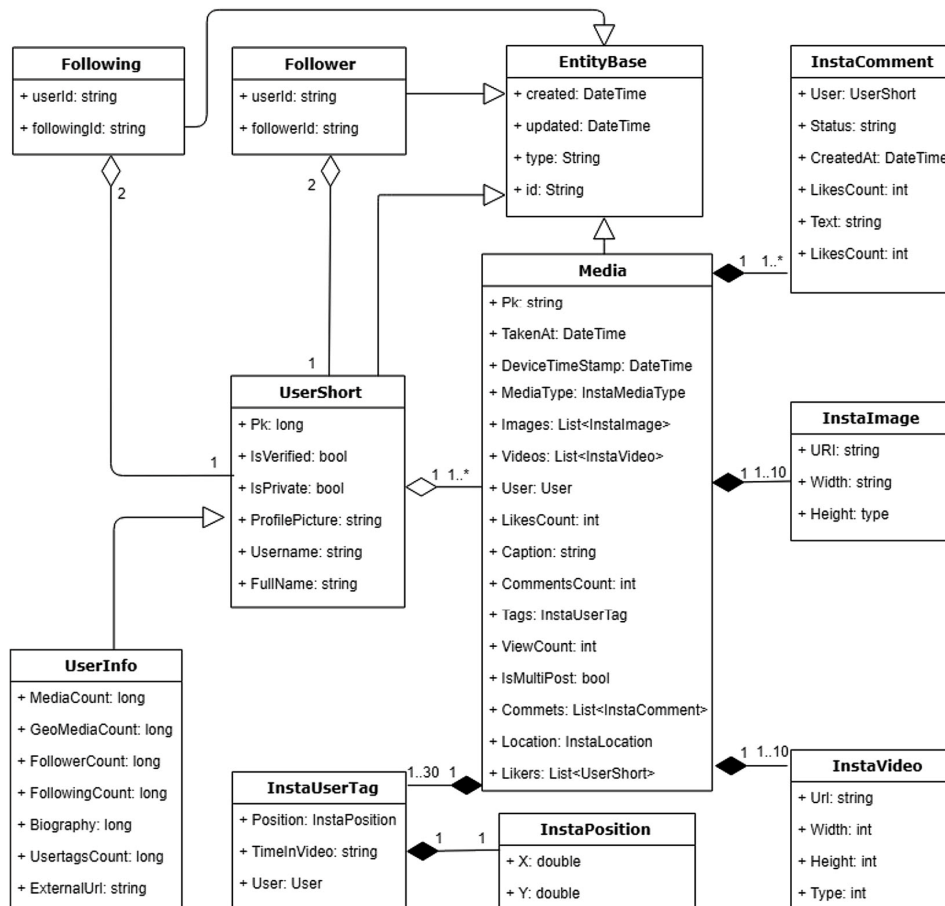 Following
+ userId: string
+ followingId: string
2
Follower
+ userId: string
+ followerId: string
2
EntityBase
+ created: DateTime
+ updated: DateTime
+ type: String
+ id: String
InstaComment
+ User: UserShort
+ Status: string
+ CreatedAt: DateTime
+ LikesCount: int
+ Text: string
+ LikesCount: int
1 1..*
Media
+ Pk: string
+ TakenAt: DateTime
+ DeviceTimeStamp: DateTime
+ MediaType: InstaMediaType
+ Images: List<InstaImage>
+ Videos: List<InstaVideo>
+ User: User
+ LikesCount: int
+ Caption: string
+ CommentsCount: int
+ Tags: InstaUserTag
+ ViewCount: int
+ IsMultiPost: bool
+ Commets: List<InstaComment>
+ Location: InstaLocation
+ Likers: List<UserShort>
1
1
UserShort
+ Pk: long
+ IsVerified: bool
+ IsPrivate: bool
+ ProfilePicture: string
+ Username: string
+ FullName: string
1 1..*
InstaImage
+ URI: string
+ Width: string
+ Height: type
1 1..10
UserInfo
+ MediaCount: long
+ GeoMediaCount: long
+ FollowerCount: long
+ FollowingCount: long
+ Biography: long
+ UsertagsCount: long
+ ExternalUrl: string
InstaUserTag
+ Position: InstaPosition
+ TimeInVideo: string
+ User: User
1..30 1
1 1
InstaPosition
+ X: double
+ Y: double
1 1..10
InstaVideo
+ Url: string
+ Width: int
+ Height: int
+ Type: int